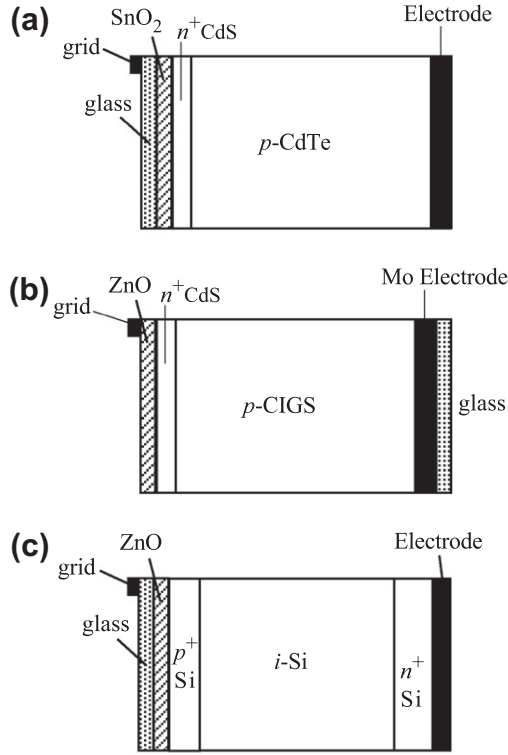 (a)
SnO₂
n⁺CdS
Electrode
grid
glass
p-CdTe
(b)
ZnO
n⁺CdS
Mo Electrode
grid
p-CIGS
glass
(c)
ZnO
Electrode
grid
glass
p⁺
Si
i-Si
n⁺
Si